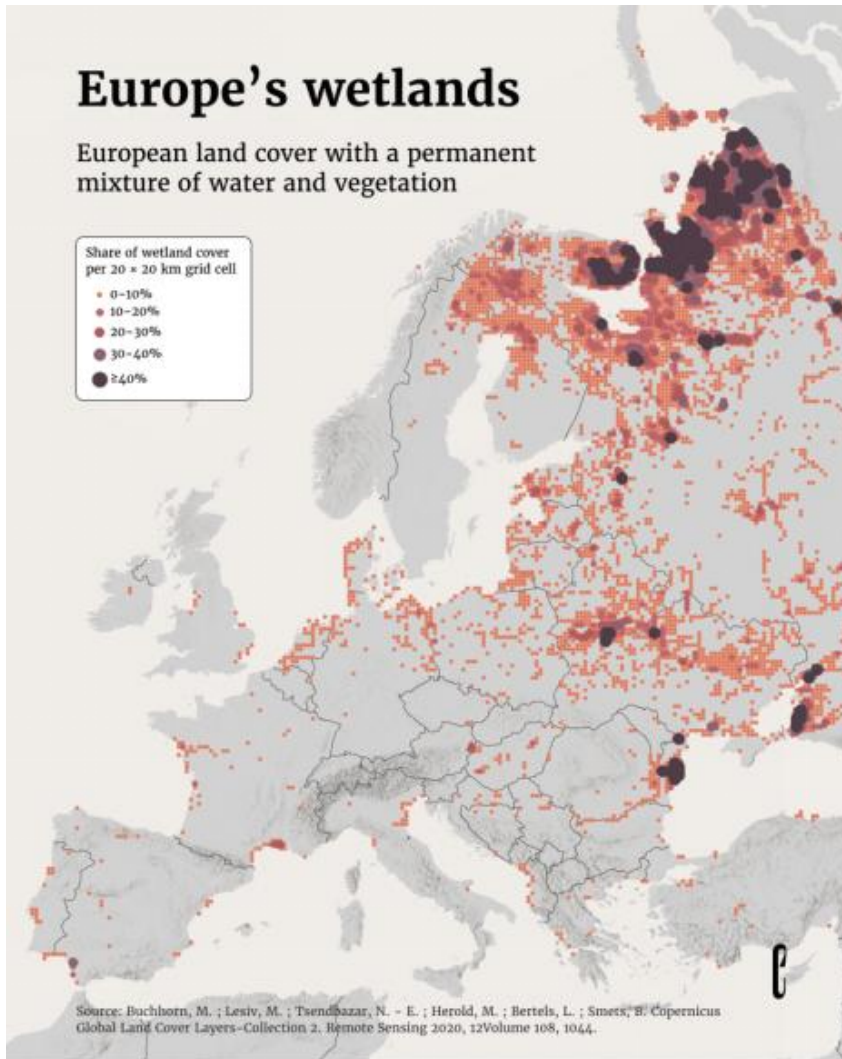 Europe's wetlands
European land cover with a permanent
mixture of water and vegetation
Share of wetland cover
per 20 × 20 km grid cell
0-10%
10-20%
20-30%
30-40%
≥40%
Source: Buchhorn, M. ; Lesiv, M. ; Tsendbazar, N. - E. ; Herold, M. ; Bertels, L. ; Smets, B. Copernicus
Global Land Cover Layers-Collection 2. Remote Sensing 2020, 12Volume 108, 1044.